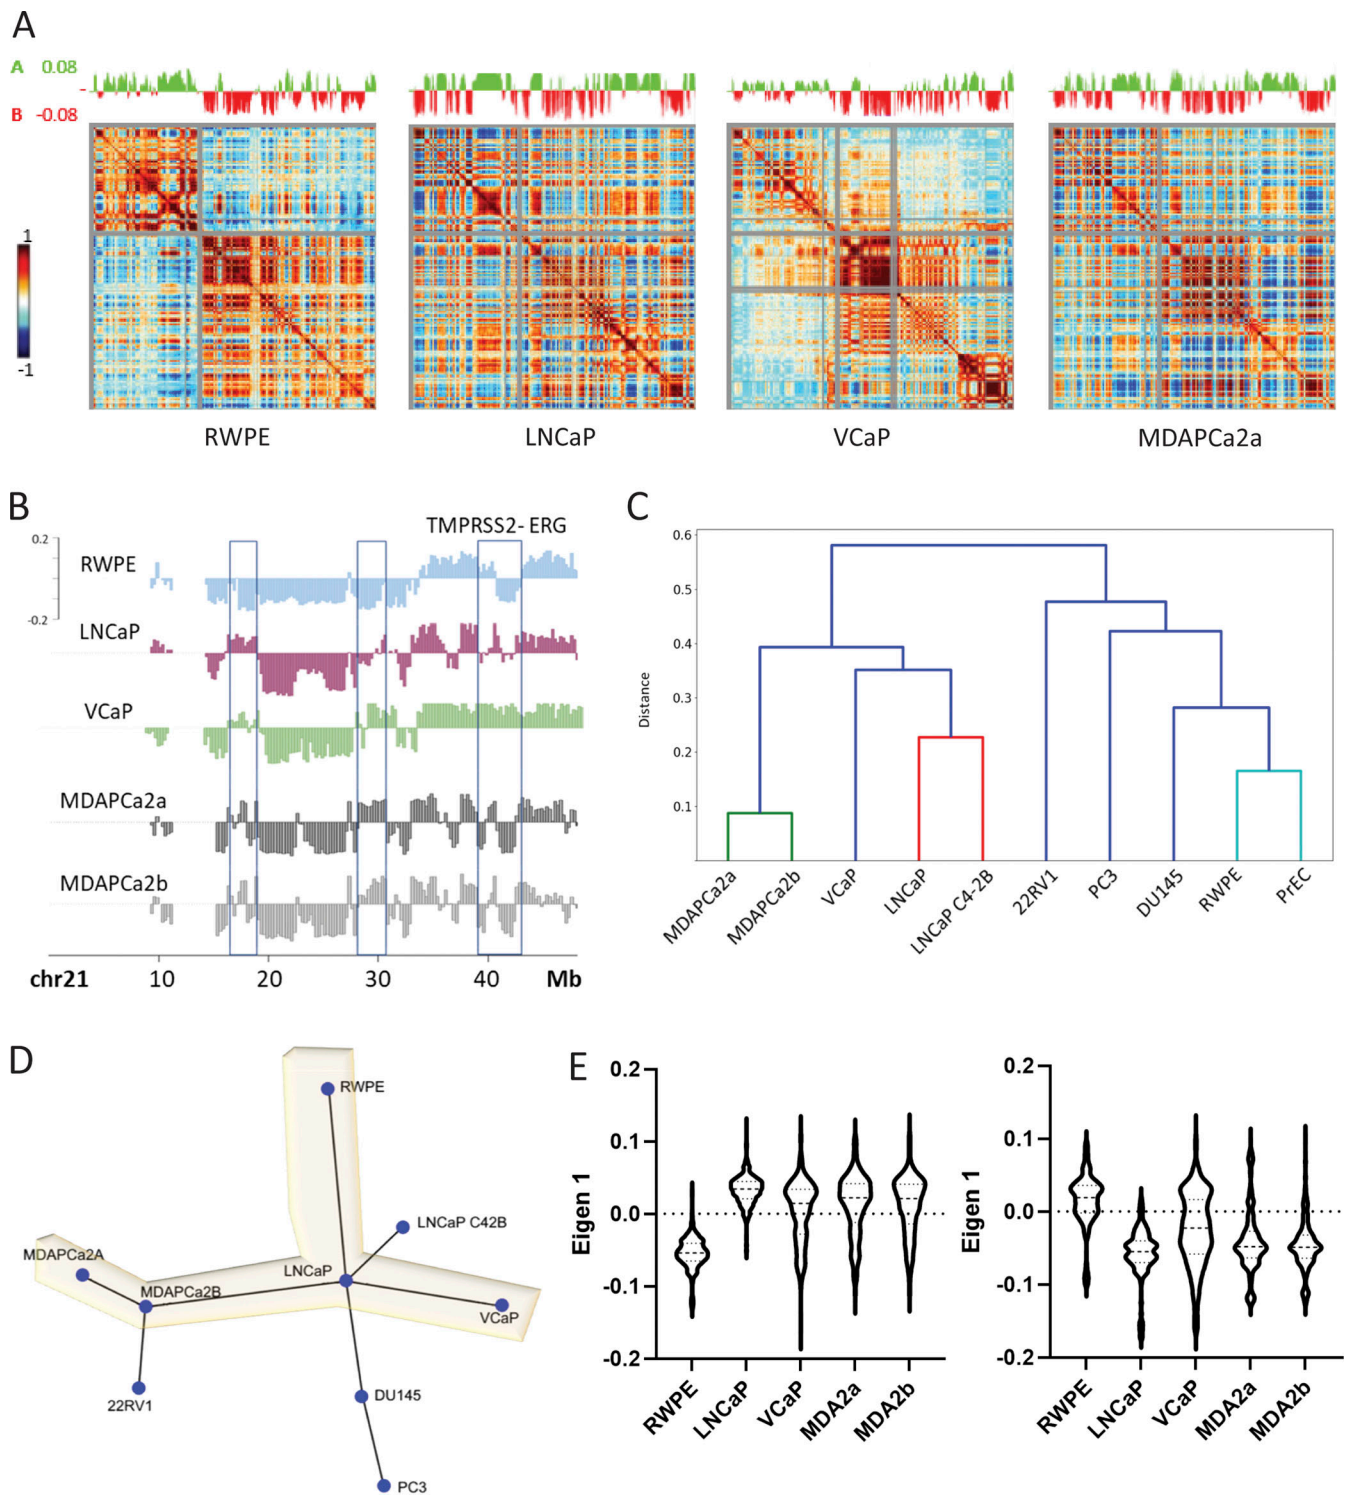 A
A 0.08
-
B -0.08
1
-1
RWPE
LNCaP
VCaP
MDAPCa2a
B
TMPRSS2- ERG
0.2
-0.2
RWPE
LNCaP
VCaP
MDAPCa2a
MDAPCa2b
chr21 10 20 30 40 Mb
C
Distance
0.6
0.5
0.4
0.3
0.2
0.1
MDAPCa2a
MDAPCa2b
VCaP
LNCaP
LNCaP C4-2B
22RV1
PC3
DU145
RWPE
PrEC
D
RWPE
LNCaP C42B
MDAPCa2A
LNCaP
MDAPCa2B
VCaP
DU145
22RV1
PC3
E
Eigen 1
0.2
0.1
0.0
-0.1
-0.2
RWPE
LNCaP
VCaP
MDA2a
MDA2b
Eigen 1
0.2
0.1
0.0
-0.1
-0.2
RWPE
LNCaP
VCaP
MDA2a
MDA2b